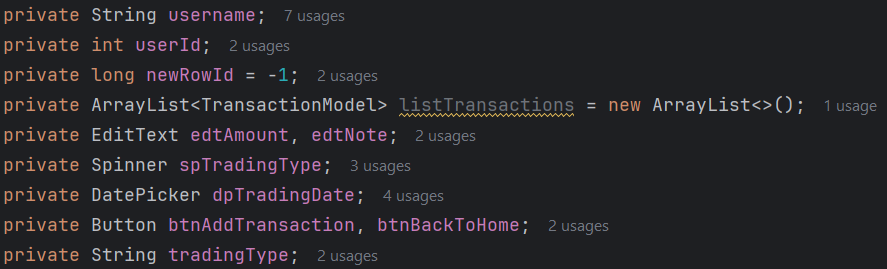 private String username;  7 usages
private int userId;  2 usages
private long newRowId = -1;  2 usages
private ArrayList<TransactionModel> listTransactions = new ArrayList<>();  1 usage
private EditText edtAmount, edtNote;  2 usages
private Spinner spTradingType;  3 usages
private DatePicker dpTradingDate;  4 usages
private Button btnAddTransaction, btnBackToHome;  2 usages
private String tradingType;  2 usages